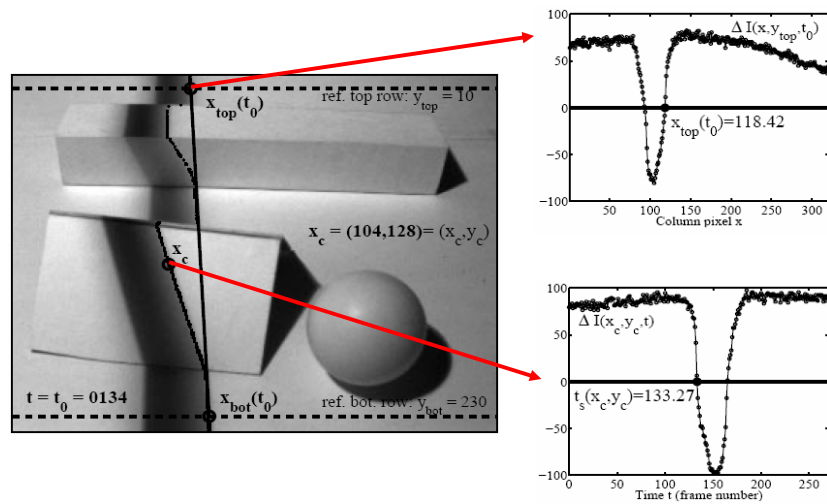 x_top(t_0)
ref. top row: y_top = 10
x_c = (104,128)= (x_c,y_c)
x_c
t = t_0 = 0134
x_bot(t_0)
ref. bot. row: y_bot = 230
100
50
0
−50
−100
Δ I(x,y_top,t_0)
x_top(t_0)=118.42
0
50
100
150
200
250
300
Column pixel x
100
50
0
−50
−100
Δ I(x_c,y_c,t)
t_s(x_c,y_c)=133.27
0
50
100
150
200
250
Time t (frame number)